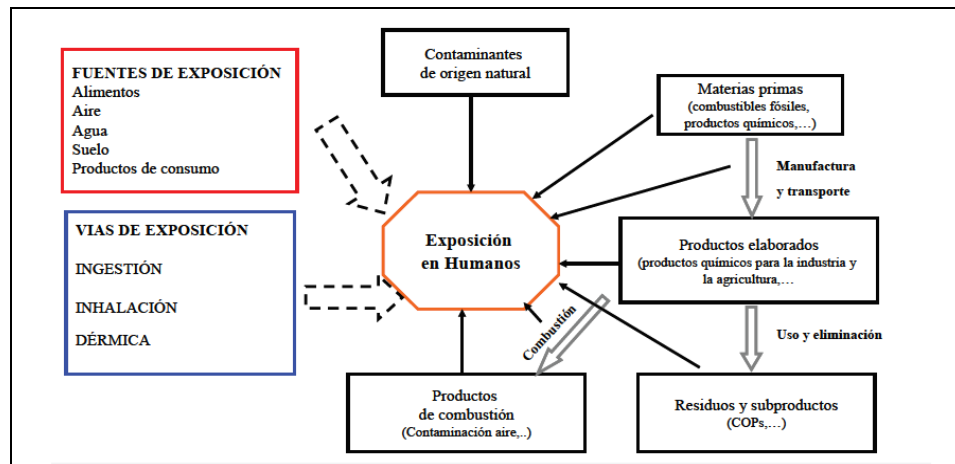 FUENTES DE EXPOSICIÓN
Alimentos
Aire
Agua
Suelo
Productos de consumo
VIAS DE EXPOSICIÓN
INGESTIÓN
INHALACIÓN
DÉRMICA
Contaminantes
de origen natural
Materias primas
(combustibles fósiles,
productos químicos,...)
Manufactura
y transporte
Exposición
en Humanos
Productos elaborados
(productos químicos para la industria y
la agricultura,...
Combustión
Uso y eliminación
Productos
de combustión
(Contaminación aire,..)
Residuos y subproductos
(COPs,...)